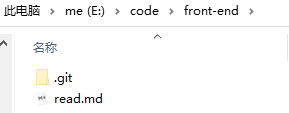 此电脑 > me (E:) > code > front-end >
名称
.git
read.md